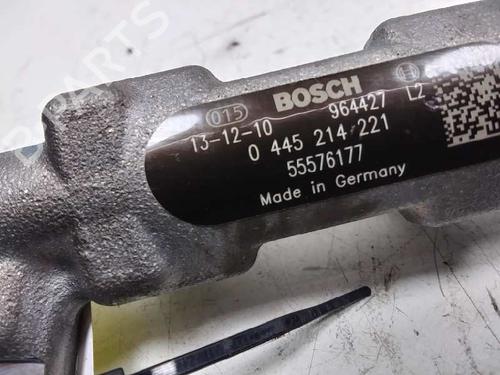 015 BOSCH
13-12-10 964427 L2
0 445 214 221
55576177
Made in Germany